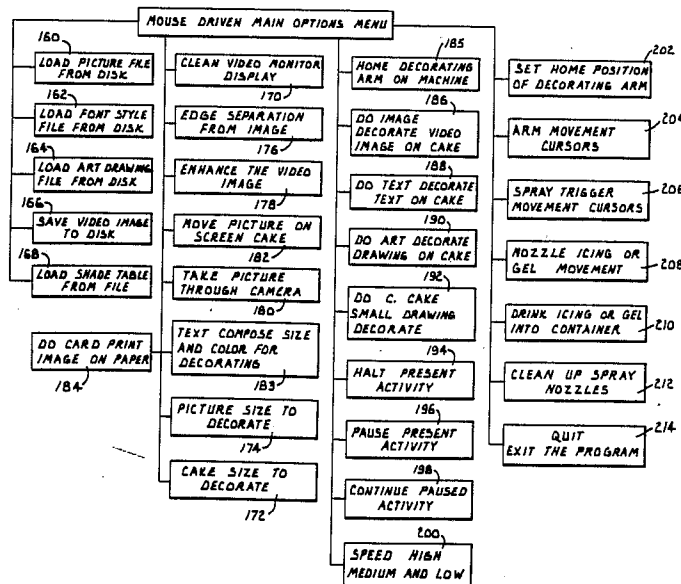 MOUSE DRIVEN MAIN OPTIONS MENU
160
LOAD PICTURE FILE
FROM DISK
162
LOAD FONT STYLE
FILE FROM DISK
164
LOAD ART DRAWING
FILE FROM DISK
166
SAVE VIDEO IMAGE
TO DISK
168
LOAD SHADE TABLE
FROM FILE
DO CARD PRINT
IMAGE ON PAPER
184
CLEAN VIDEO MONITOR
DISPLAY
170
EDGE SEPARATION
FROM IMAGE
176
ENHANCE THE VIDEO
IMAGE
178
MOVE PICTURE ON
SCREEN CAKE
182
TAKE PICTURE
THROUGH CAMERA
180
TEXT COMPOSE SIZE
AND COLOR FOR
DECORATING
183
PICTURE SIZE TO
DECORATE
174
CAKE SIZE TO
DECORATE
172
185
HOME DECORATING
ARM ON MACHINE
186
DO IMAGE
DECORATE VIDEO
IMAGE ON CAKE
188
DO TEXT DECORATE
TEXT ON CAKE
190
DO ART DECORATE
DRAWING ON CAKE
192
DO C. CAKE
SMALL DRAWING
DECORATE
194
HALT PRESENT
ACTIVITY
196
PAUSE PRESENT
ACTIVITY
198
CONTINUE PAUSED
ACTIVITY
200
SPEED HIGH
MEDIUM AND LOW
202
SET HOME POSITION
OF DECORATING ARM
204
ARM MOVEMENT
CURSORS
206
SPRAY TRIGGER
MOVEMENT CURSORS
208
NOZZLE ICING OR
GEL MOVEMENT
210
DRINK ICING OR GEL
INTO CONTAINER
212
CLEAN UP SPRAY
NOZZLES
214
QUIT
EXIT THE PROGRAM